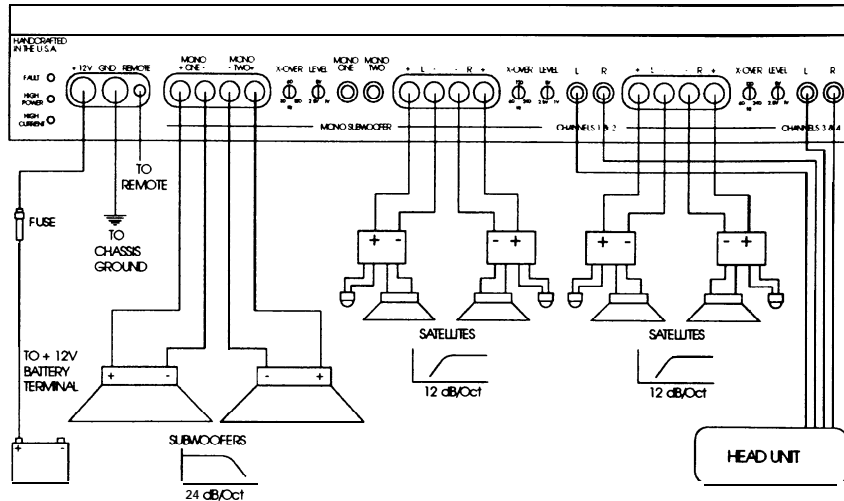 HANDCRAFTED
IN THE U.S.A.
FAULT
HIGH
POWER
HIGH
CURRENT
+ 12V GND REMOTE
MONO
+ ONE -
MONO
- TWO +
X-OVER LEVEL
MONO
ONE
MONO
TWO
+ L - - R +
X-OVER LEVEL
L R
+ L - - R +
X-OVER LEVEL
L R
MONO SUBWOOFER
CHANNELS 1 & 2
CHANNELS 3 & 4
TO
REMOTE
FUSE
TO
CHASSIS
GROUND
+ -
- +
+ -
- +
SATELLITES
12 dB/Oct
SATELLITES
12 dB/Oct
TO + 12V
BATTERY
TERMINAL
+ -
- +
SUBWOOFERS
24 dB/Oct
+ -
HEAD UNIT